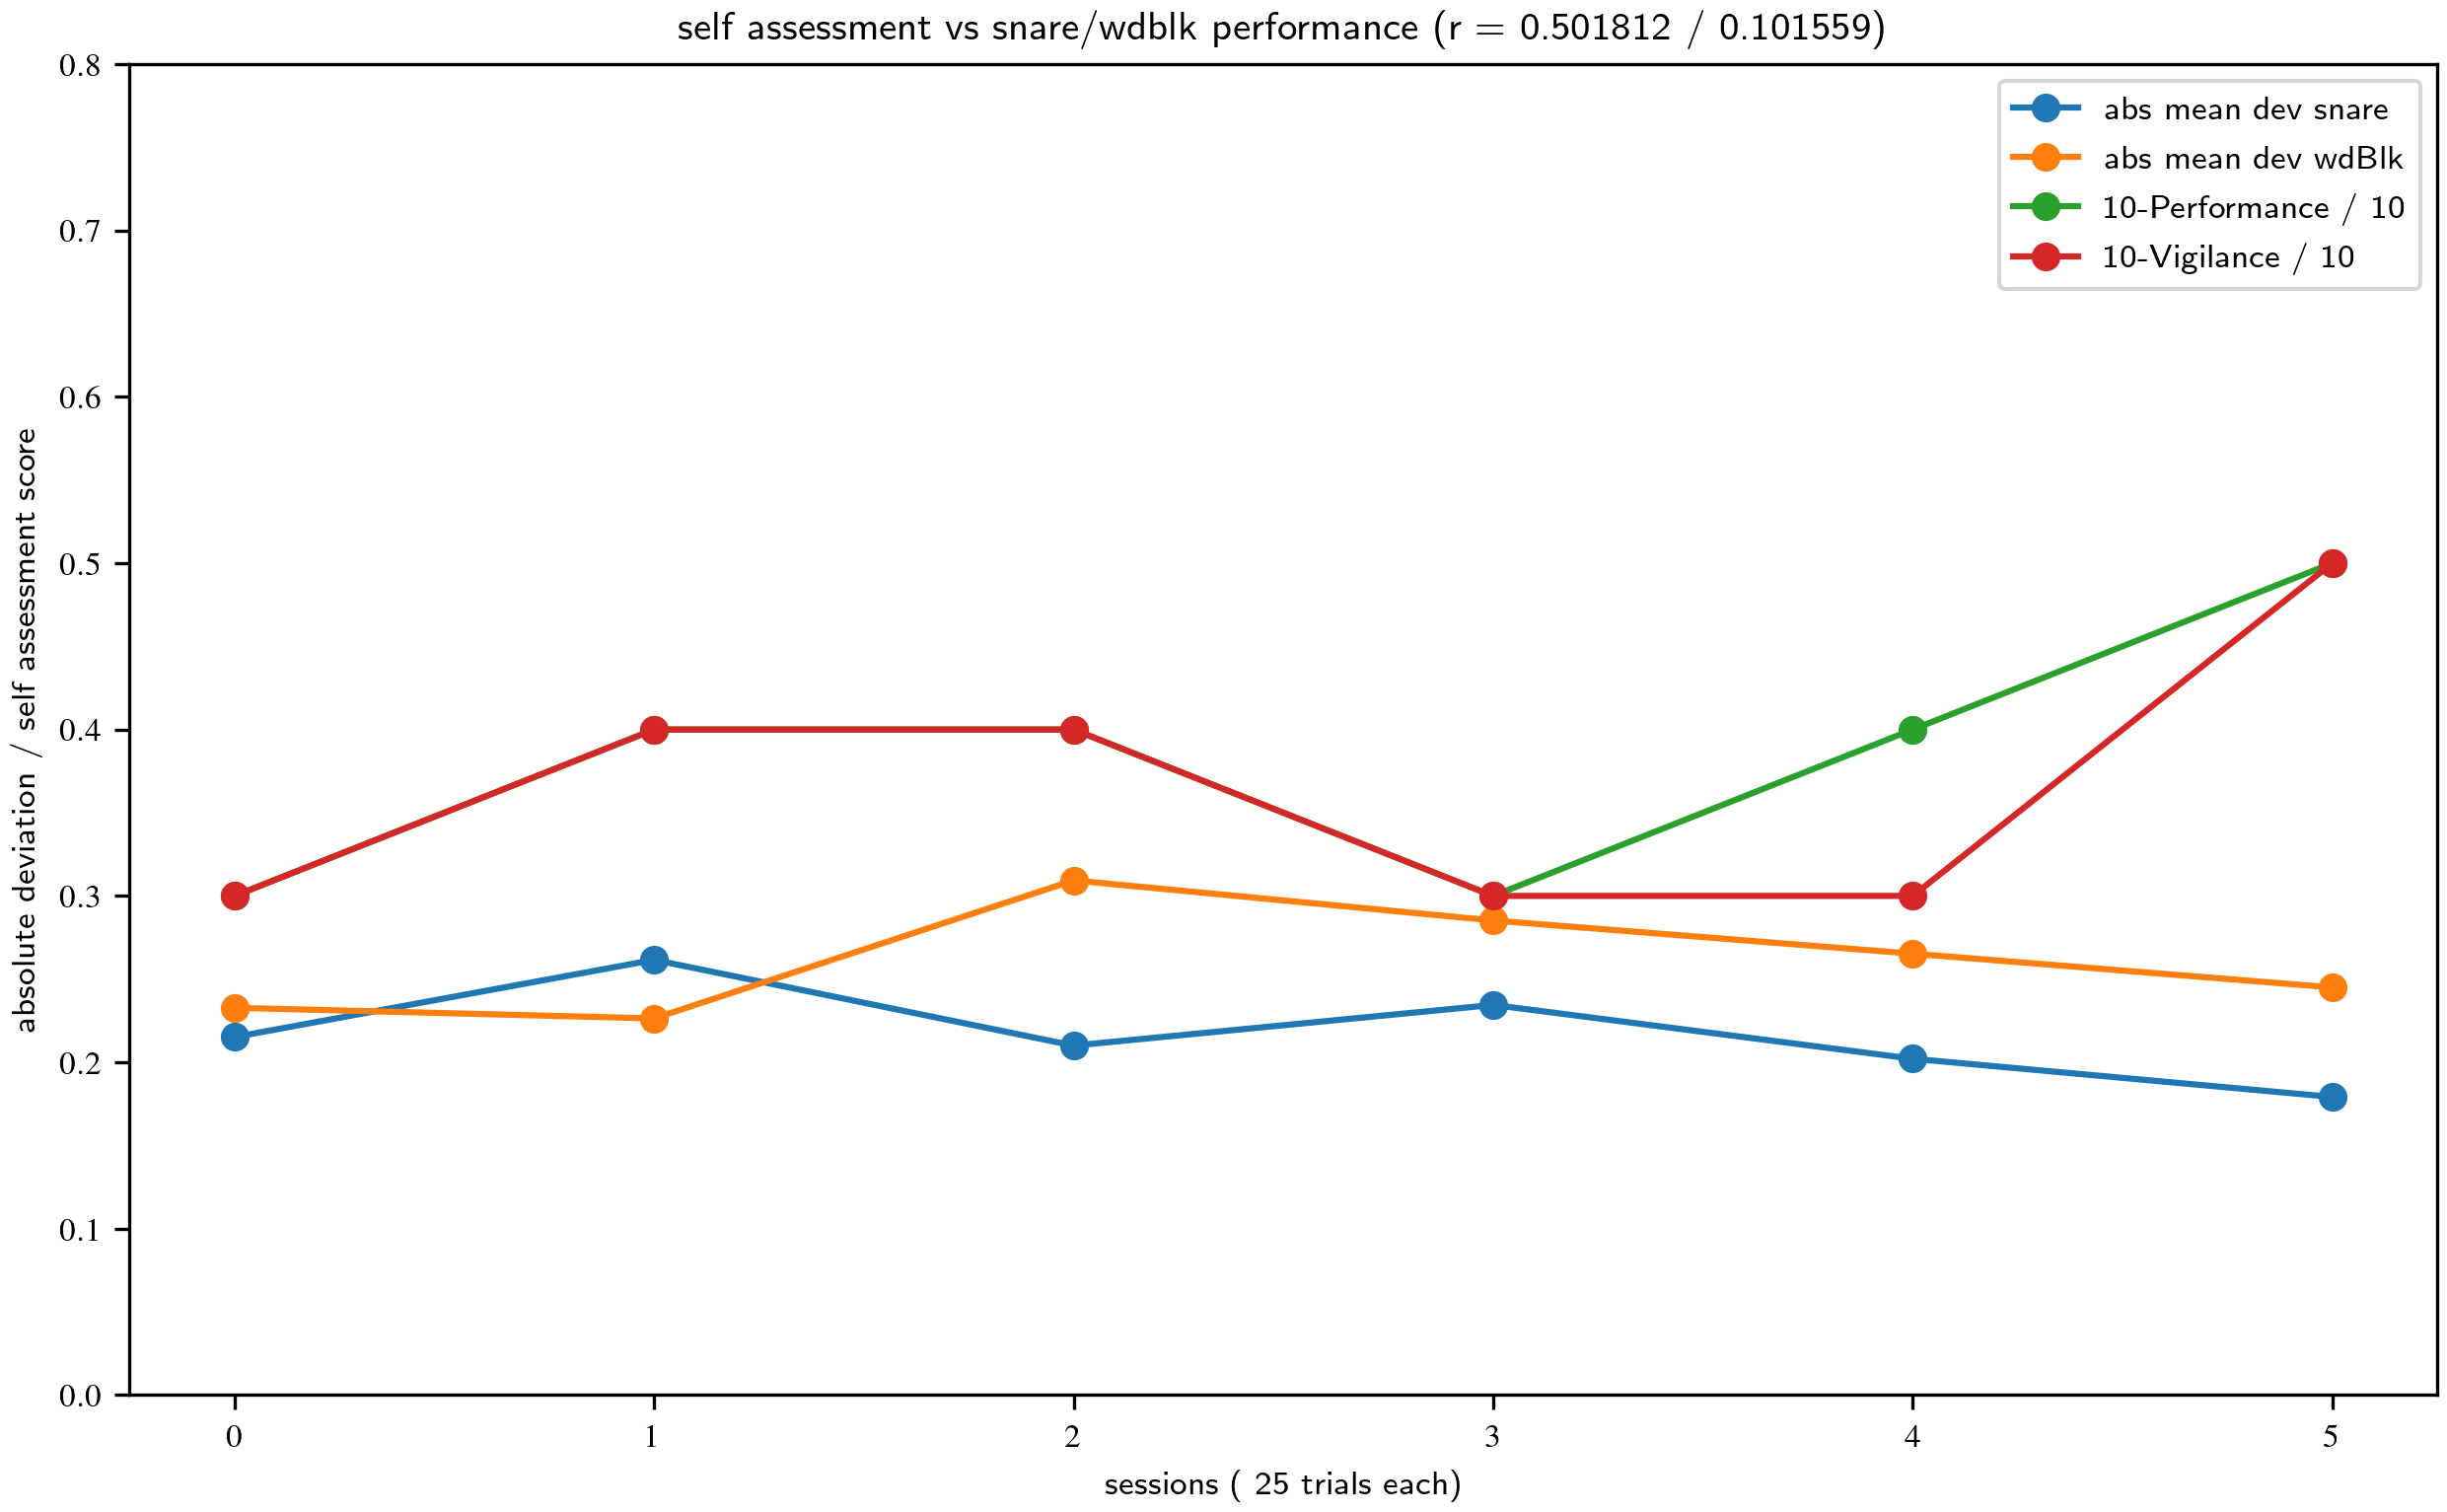 self assessment vs snare/wdblk performance (r = 0.501812 / 0.101559)
abs mean dev snare
abs mean dev wdBlk
10-Performance / 10
10-Vigilance / 10
absolute deviation / self assessment score
0.8
0.7
0.6
0.5
0.4
0.3
0.2
0.1
0.0
0 1 2 3 4 5
sessions ( 25 trials each)